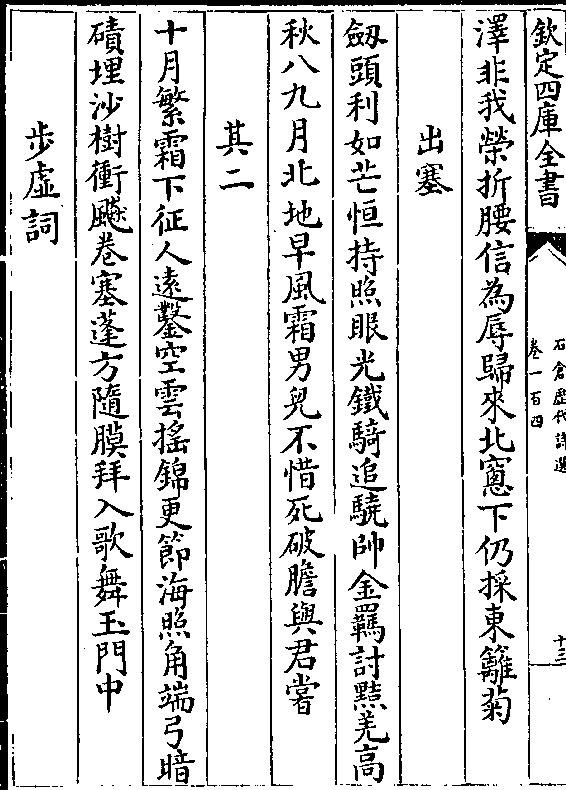 欽定四庫全書
石倉歷代詩選
卷一百四
十三
澤非我榮折腰信為辱歸來北窻下仍採東籬菊
出塞
劔頭利如芒恒持照眼光鐵騎追驍帥金羈討黠羌高
秋八九月北地早風霜男兒不惜死破膽與君嘗
其二
十月繁霜下征人遠鑿空雲摇錦更節海照角端弓暗
磧埋沙樹衝飈卷塞蓬方隨膜拜入歌舞玉門中
步虚詞